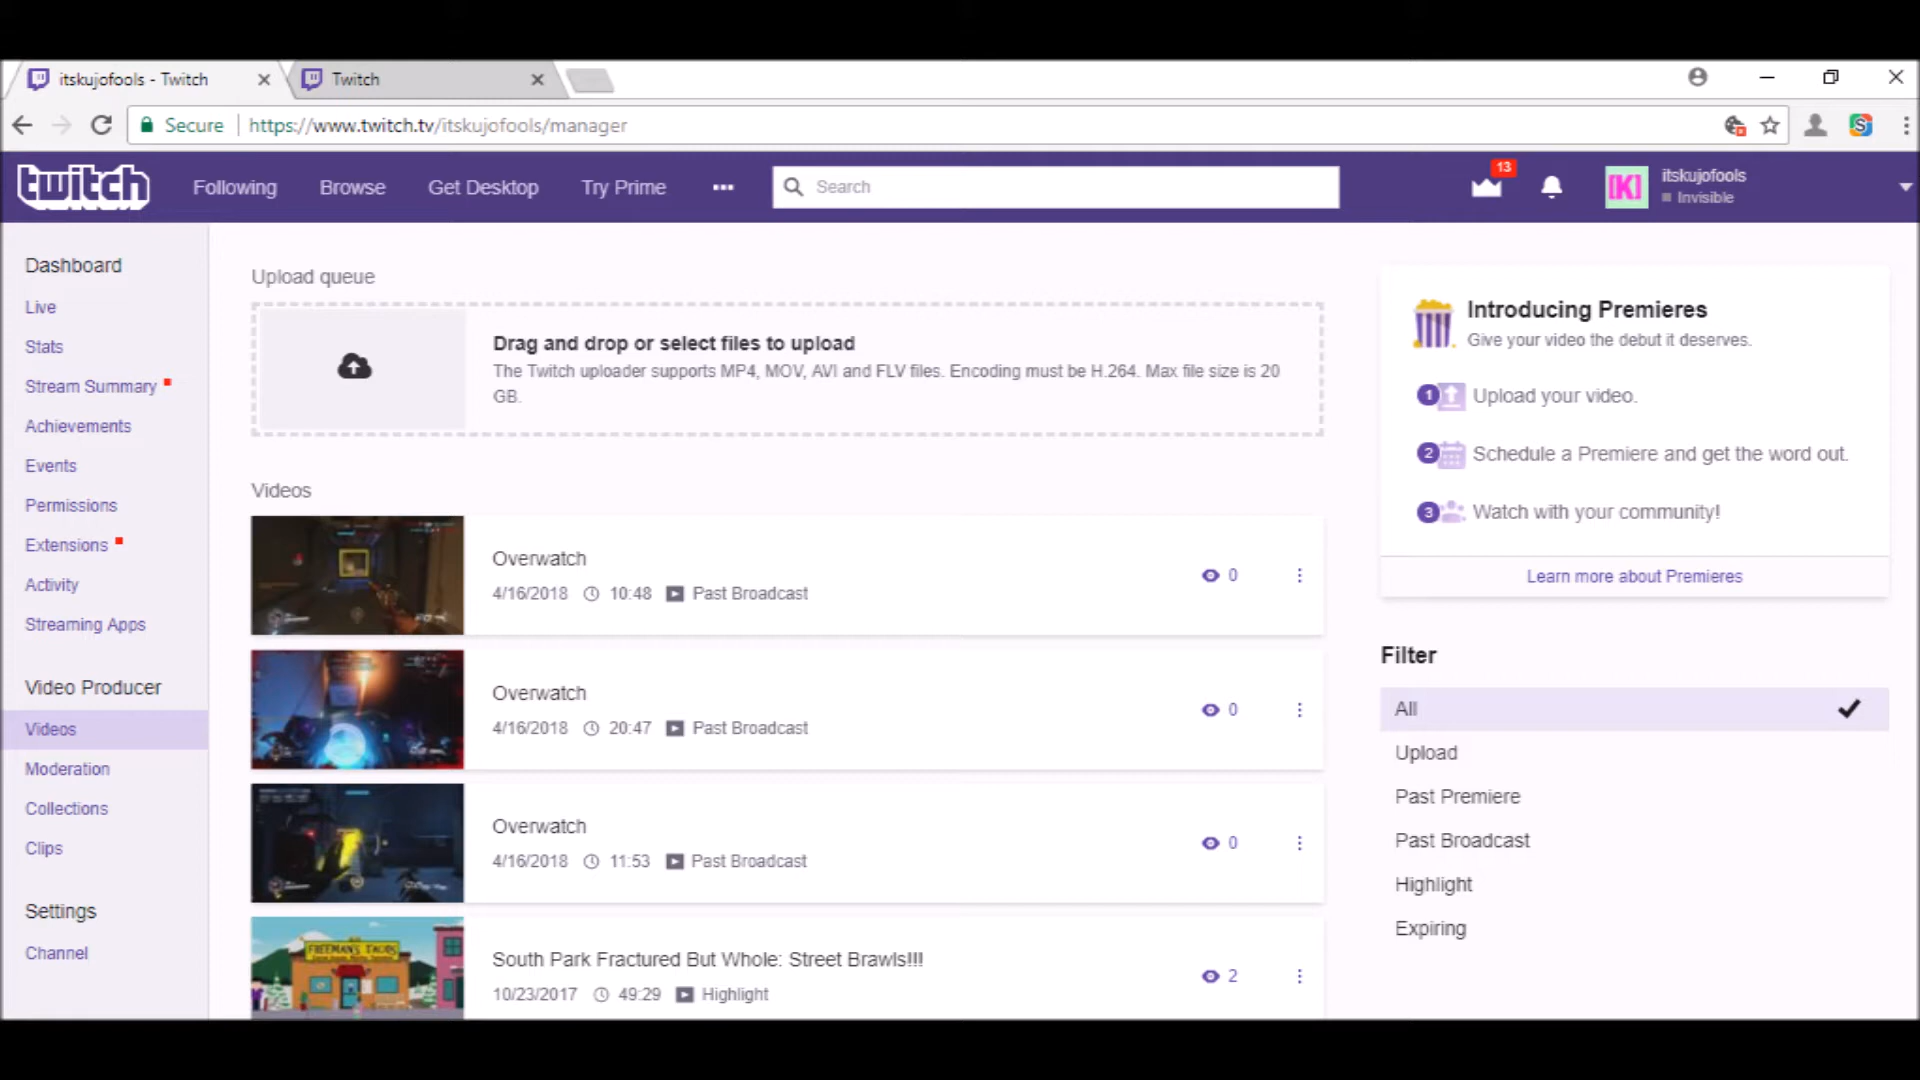 itskujofools - Twitch
Twitch
Secure
https://www.twitch.tv/itskujofools/manager
twitch
Following
Browse
Get Desktop
Try Prime
Search
13
[K]
itskujofools
Invisible
Dashboard
Live
Stats
Stream Summary
Achievements
Events
Permissions
Extensions
Activity
Streaming Apps
Video Producer
Videos
Moderation
Collections
Clips
Settings
Channel
Upload queue
Drag and drop or select files to upload
The Twitch uploader supports MP4, MOV, AVI and FLV files. Encoding must be H.264. Max file size is 20
GB.
Videos
Overwatch
4/16/2018 10:48 Past Broadcast
0
Overwatch
4/16/2018 20:47 Past Broadcast
0
Overwatch
4/16/2018 11:53 Past Broadcast
0
FREEMAN'S TACOS
South Park Fractured But Whole: Street Brawls!!!
10/23/2017 49:29 Highlight
2
Introducing Premieres
Give your video the debut it deserves.
1 Upload your video.
2 Schedule a Premiere and get the word out.
3 Watch with your community!
Learn more about Premieres
Filter
All
Upload
Past Premiere
Past Broadcast
Highlight
Expiring